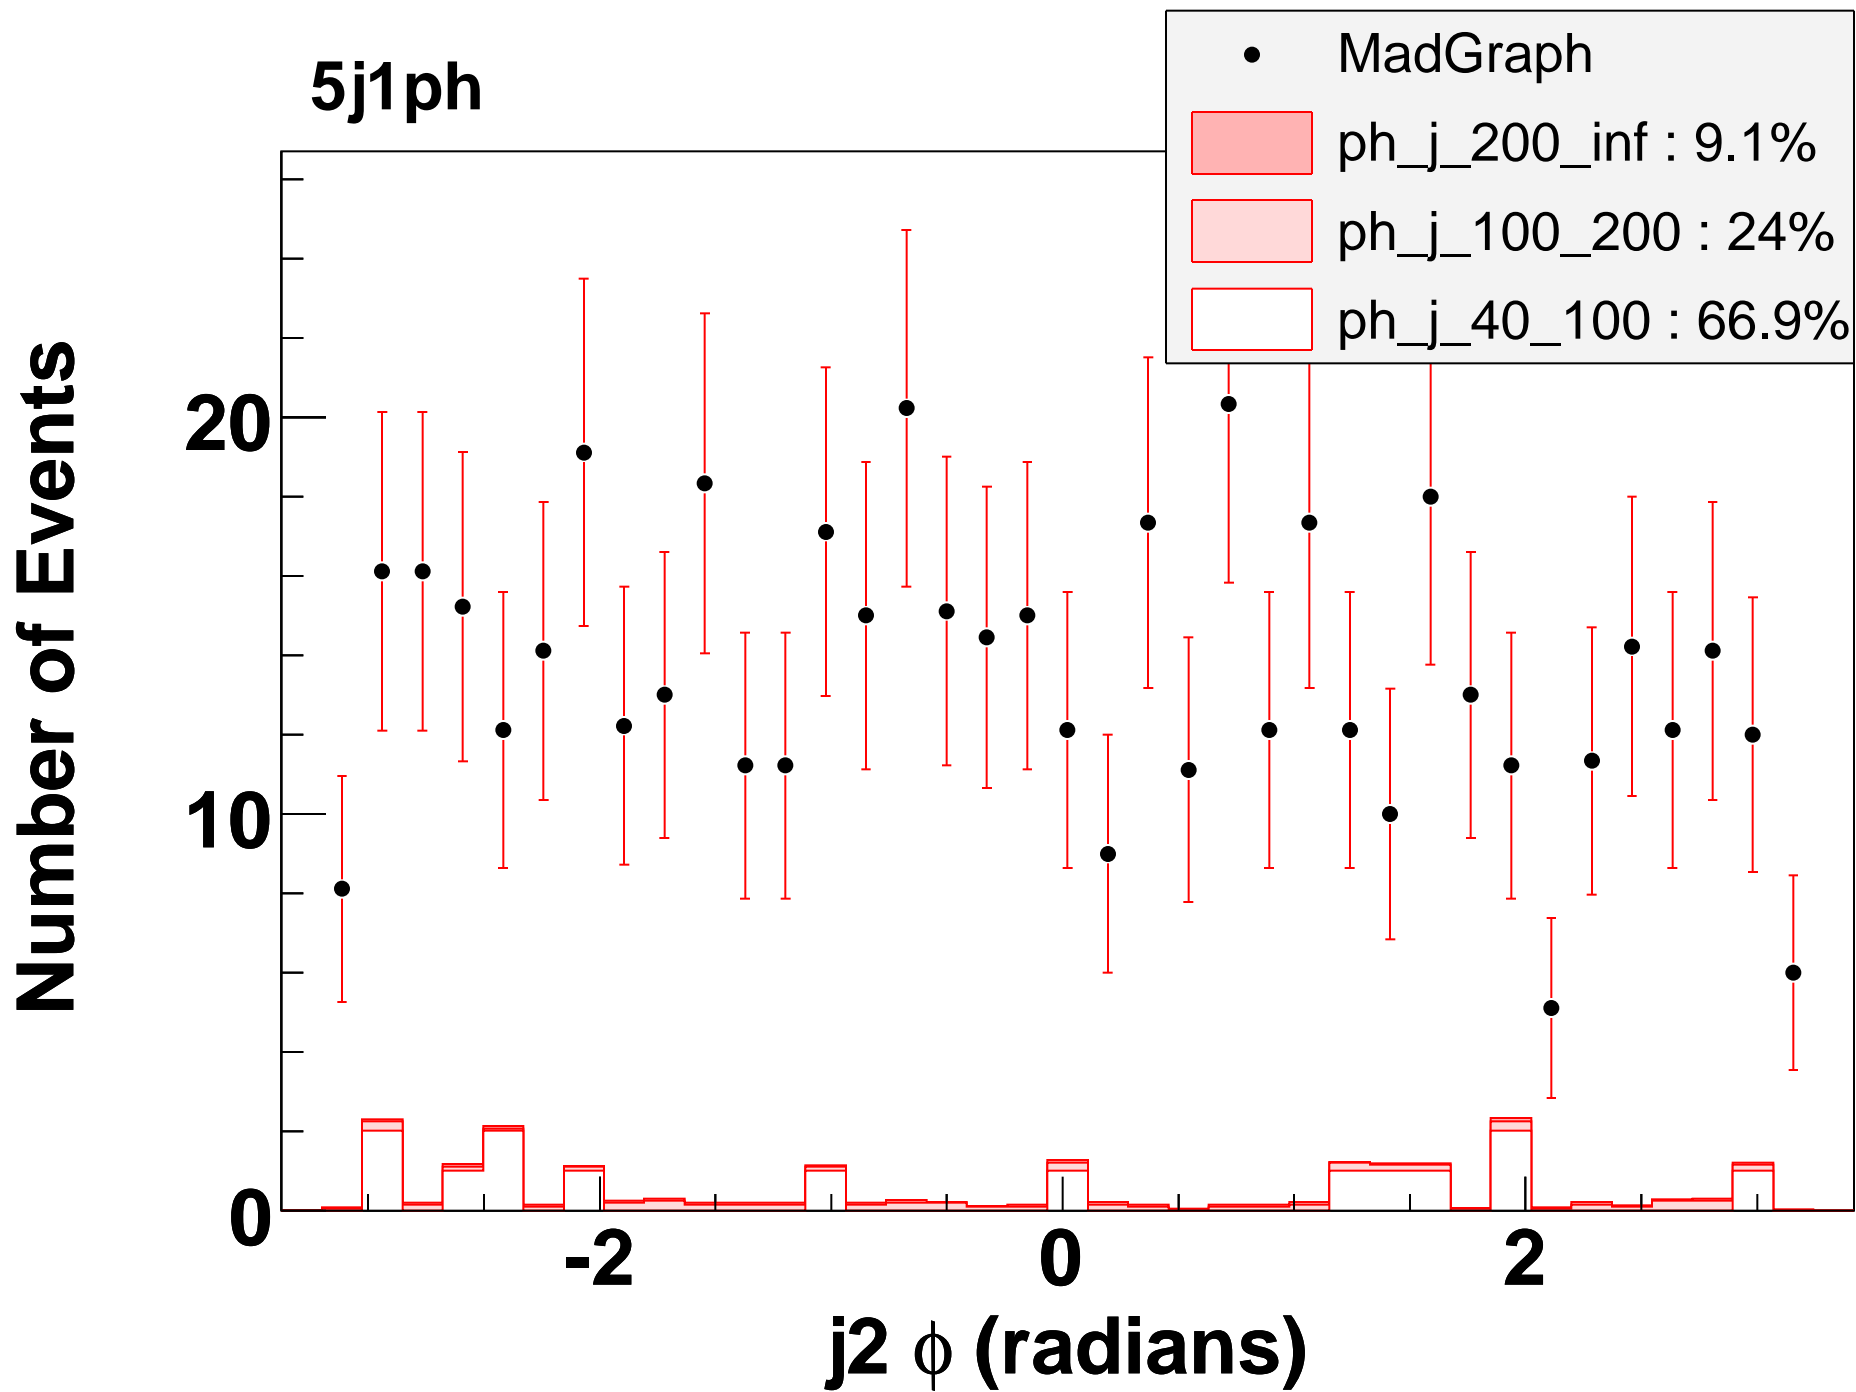 5j1ph
MadGraph
ph_j_200_inf : 9.1%
ph_j_100_200 : 24%
ph_j_40_100 : 66.9%
Number of Events
20
10
0
-2
0
2
j2 ϕ (radians)